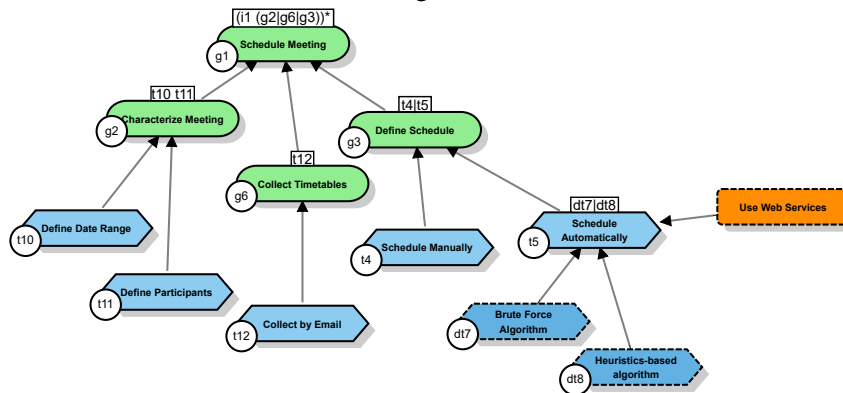 (i1 (g2|g6|g3))*
Schedule Meeting
g1
t10 t11
Characterize Meeting
g2
t4|t5
Define Schedule
g3
t12
Collect Timetables
g6
dt7|dt8
Schedule
Automatically
t5
Use Web Services
Define Date Range
t10
Schedule Manually
t4
Define Participants
t11
Collect by Email
t12
Brute Force
Algorithm
dt7
Heuristics-based
algorithm
dt8